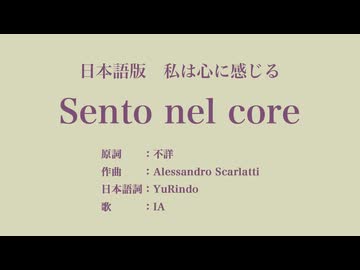 日本語版　私は心に感じる
Sento nel core
原詞　　：不詳
作曲　　：Alessandro Scarlatti
日本語詞：YuRindo
歌　　　：IA